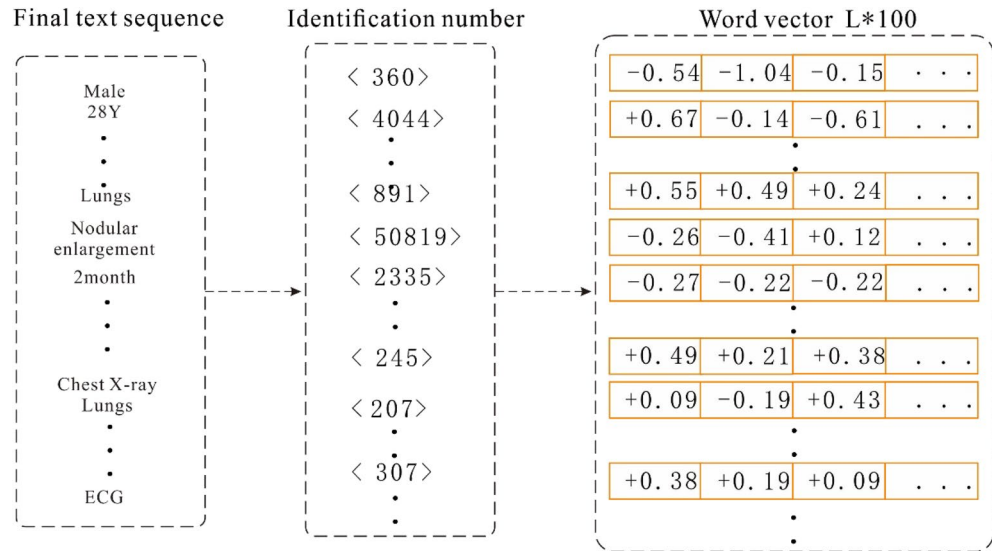 Final text sequence
Male
28Y
Lungs
Nodular
enlargement
2month
Chest X-ray
Lungs
ECG
Identification number
< 360>
< 4044>
< 891>
< 50819>
< 2335>
< 245>
<207>
< 307>
Word vector L*100
-0.54 -1.04 -0.15 . . .
+0.67 -0.14 -0.61 . . .
+0.55 +0.49 +0.24 . . .
-0.26 -0.41 +0.12 . . .
-0.27 -0.22 -0.22 . . .
+0.49 +0.21 +0.38 . . .
+0.09 -0.19 +0.43 . . .
+0.38 +0.19 +0.09 . . .